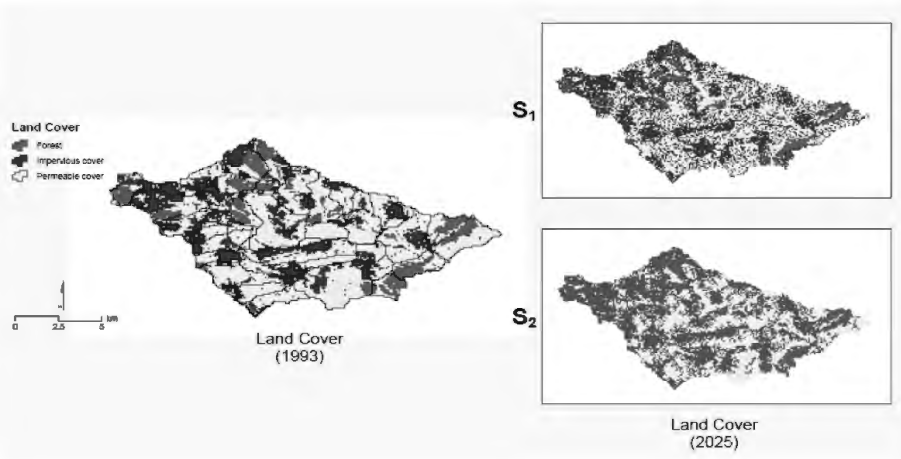 Land Cover
Forest
Impervious cover
Permeable cover
0 2.5 5 km
Land Cover
(1993)
S1
S2
Land Cover
(2025)